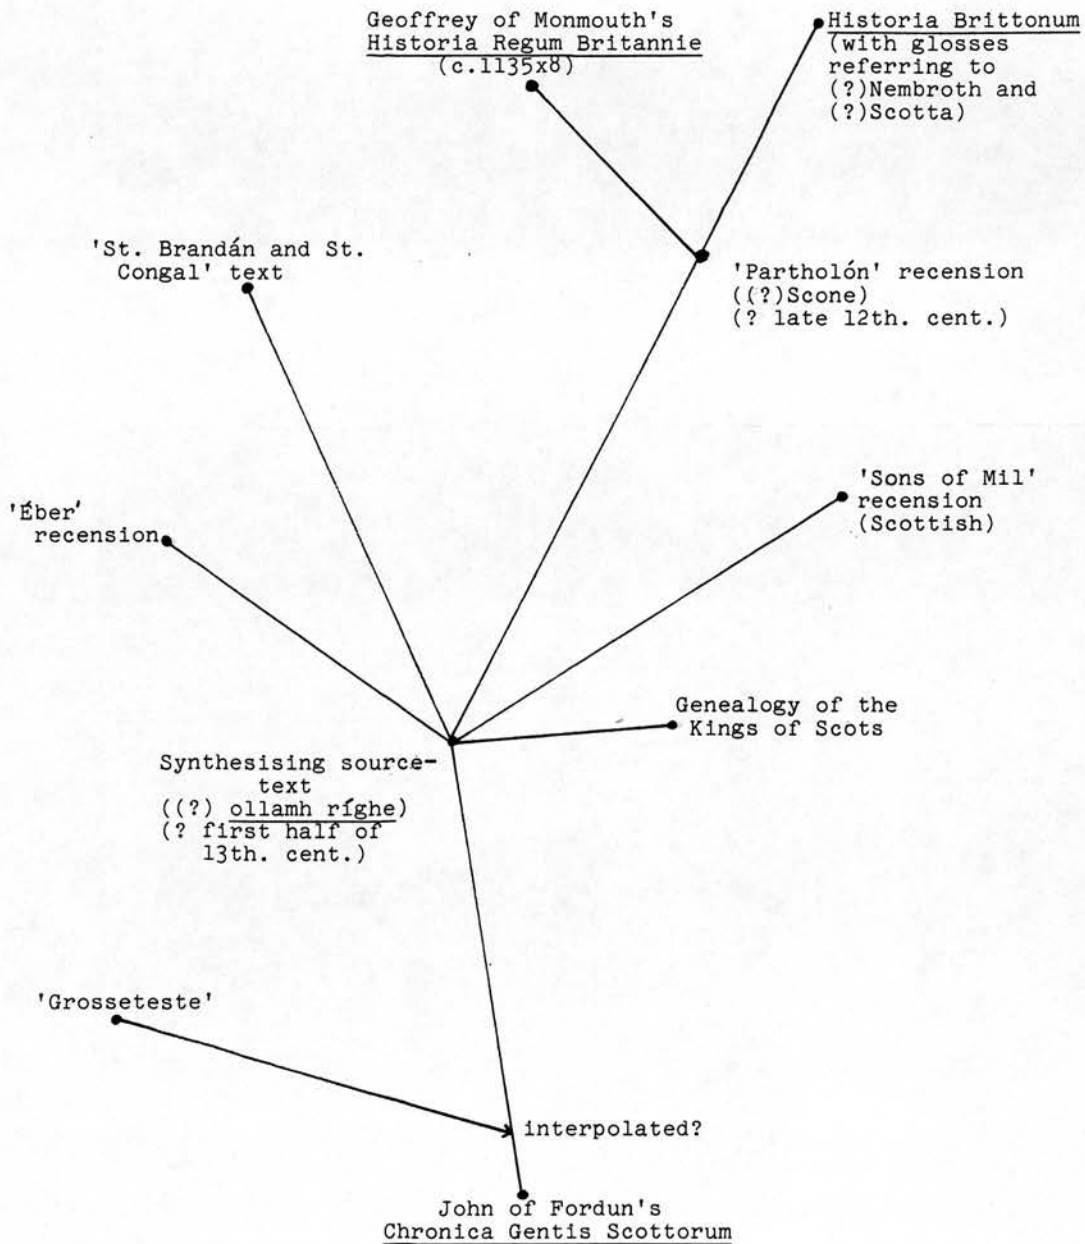 Geoffrey of Monmouth's
Historia Regum Britannie
(c.1135x8)
Historia Brittonum
(with glosses
referring to
(?)Nembroth and
(?)Scotta)
'St. Brandán and St.
Congal' text
'Partholón' recension
((?)Scone)
(? late 12th. cent.)
'Éber'
recension
'Sons of Mil'
recension
(Scottish)
Genealogy of the
Kings of Scots
Synthesising source-
text
((?) ollamh ríghe)
(? first half of
13th. cent.)
'Grosseteste'
interpolated?
John of Fordun's
Chronica Gentis Scottorum